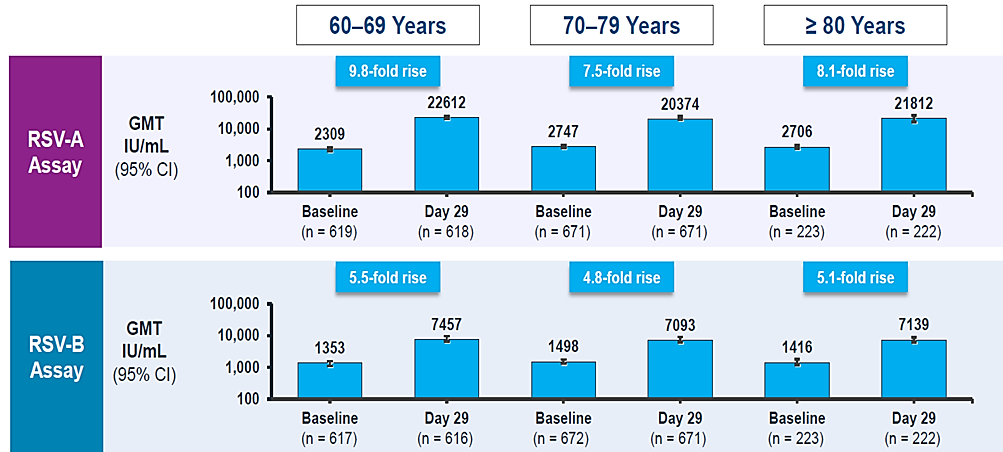 60–69 Years 70–79 Years ≥ 80 Years
RSV-A
Assay
GMT
IU/mL
(95% CI)
9.8-fold rise 7.5-fold rise 8.1-fold rise
100,000
10,000
1,000
100
2309 22612 2747 20374 2706 21812
Baseline Day 29 Baseline Day 29 Baseline Day 29
(n = 619) (n = 618) (n = 671) (n = 671) (n = 223) (n = 222)
RSV-B
Assay
GMT
IU/mL
(95% CI)
5.5-fold rise 4.8-fold rise 5.1-fold rise
100,000
10,000
1,000
100
1353 7457 1498 7093 1416 7139
Baseline Day 29 Baseline Day 29 Baseline Day 29
(n = 617) (n = 616) (n = 672) (n = 671) (n = 223) (n = 222)